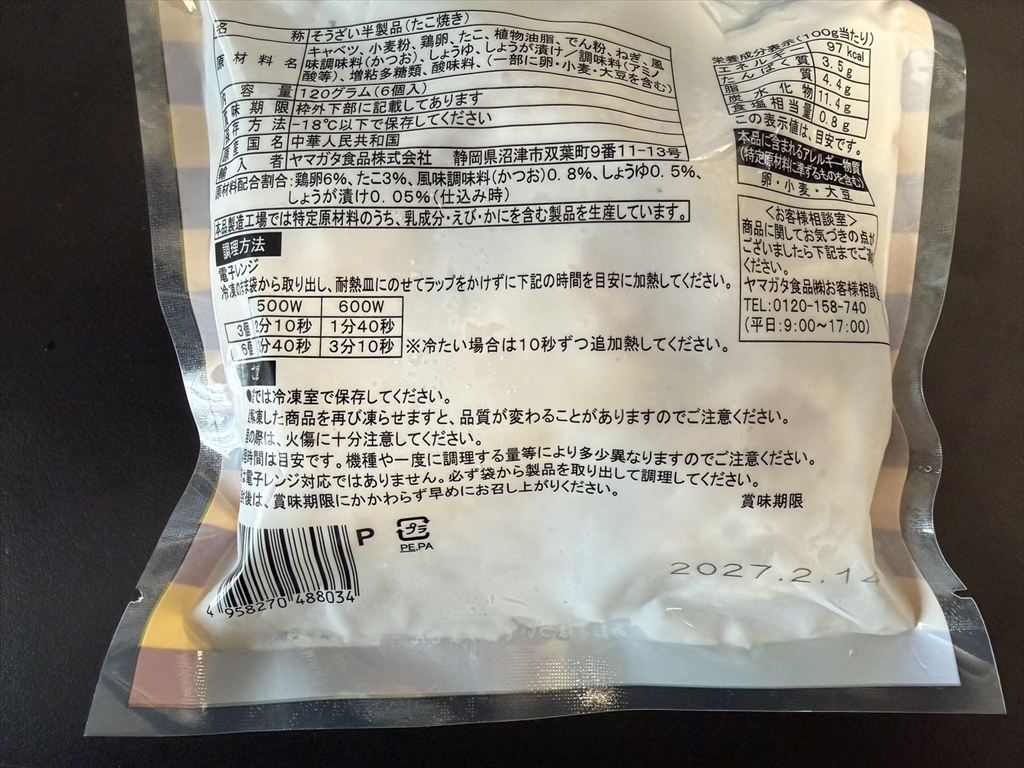 名 称 そうざい半製品(たこ焼き)
原 材 料 名 キャベツ、小麦粉、鶏卵、たこ、植物油脂、でん粉、ねぎ、風
味調味料(かつお)、しょうゆ、しょうが漬け/調味料(アミノ
酸等)、増粘多糖類、酸味料、(一部に卵・小麦・大豆を含む)
内 容 量 120グラム(6個入)
賞味期限 枠外下部に記載してあります
保存方法 -18℃以下で保存してください
原産国名 中華人民共和国
輸 入 者 ヤマガタ食品株式会社 静岡県沼津市双葉町9番11-13号
原材料配合割合:鶏卵6%、たこ3%、風味調味料(かつお)0.8%、しょうゆ0.5%、
しょうが漬け0.05%(仕込み時)
本品製造工場では特定原材料のうち、乳成分・えび・かにを含む製品を生産しています。
調理方法
電子レンジ
冷凍のまま袋から取り出し、耐熱皿にのせてラップをかけずに下記の時間を目安に加熱してください。
500W 600W
3個 2分10秒 1分40秒
6個 分40秒 3分10秒 ※冷たい場合は10秒ずつ追加熱してください。
では冷凍室で保存してください。
凍した商品を再び凍らせますと、品質が変わることがありますのでご注意ください。
の際は、火傷に十分注意してください。
時間は目安です。機種や一度に調理する量等により多少異なりますのでご注意ください。
は電子レンジ対応ではありません。必ず袋から製品を取り出して調理してください。
後は、賞味期限にかかわらず早めにお召し上がりください。
賞味期限
2027.2.14
P プラ
PE,PA
4 958270 488034
栄養成分表示(100g当たり)
エネルギー 97 kcal
たんぱく質 3.5g
脂質 4.4g
炭水化物 11.4g
食塩相当量 0.8g
この表示値は、目安です。
本品に含まれるアレルギー物質
(特定原材料に準ずるものを含む)
卵・小麦・大豆
<お客様相談室>
商品に関してお気づきの点が
ございましたら下記までご
ください。
ヤマガタ食品㈱お客様相談室
TEL:0120-158-740
(平日:9:00~17:00)